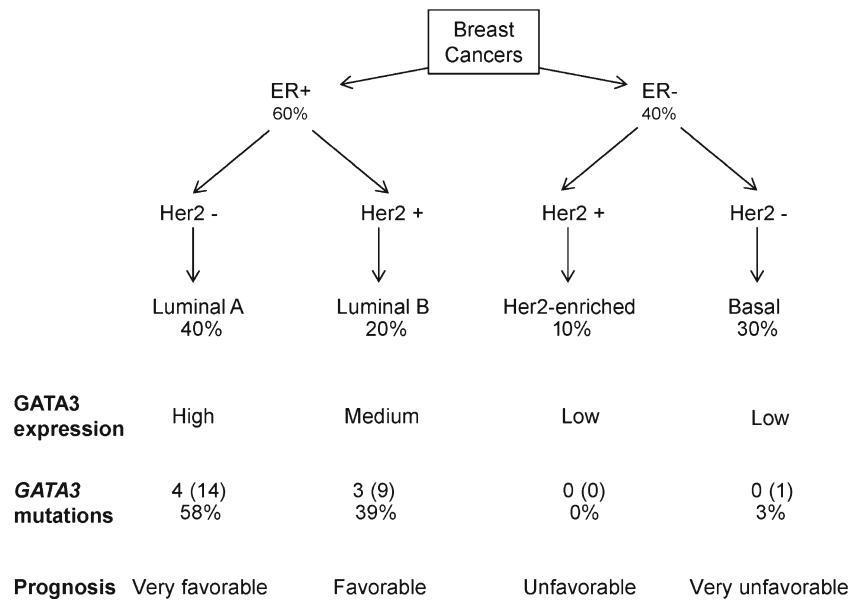 Breast
Cancers
ER+
60%
ER-
40%
Her2 -
Her2 +
Her2 +
Her2 -
Luminal A
40%
Luminal B
20%
Her2-enriched
10%
Basal
30%
GATA3
expression
High
Medium
Low
Low
GATA3
mutations
4 (14)
58%
3 (9)
39%
0 (0)
0%
0 (1)
3%
Prognosis
Very favorable
Favorable
Unfavorable
Very unfavorable